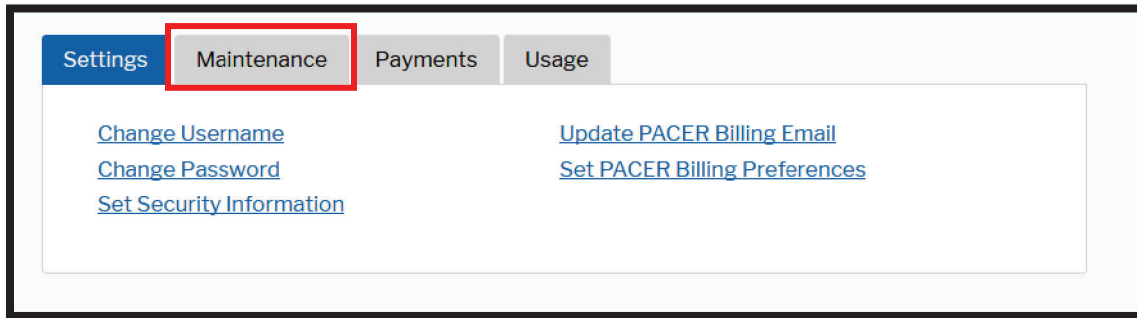 Settings Maintenance Payments Usage
Change Username
Change Password
Set Security Information
Update PACER Billing Email
Set PACER Billing Preferences